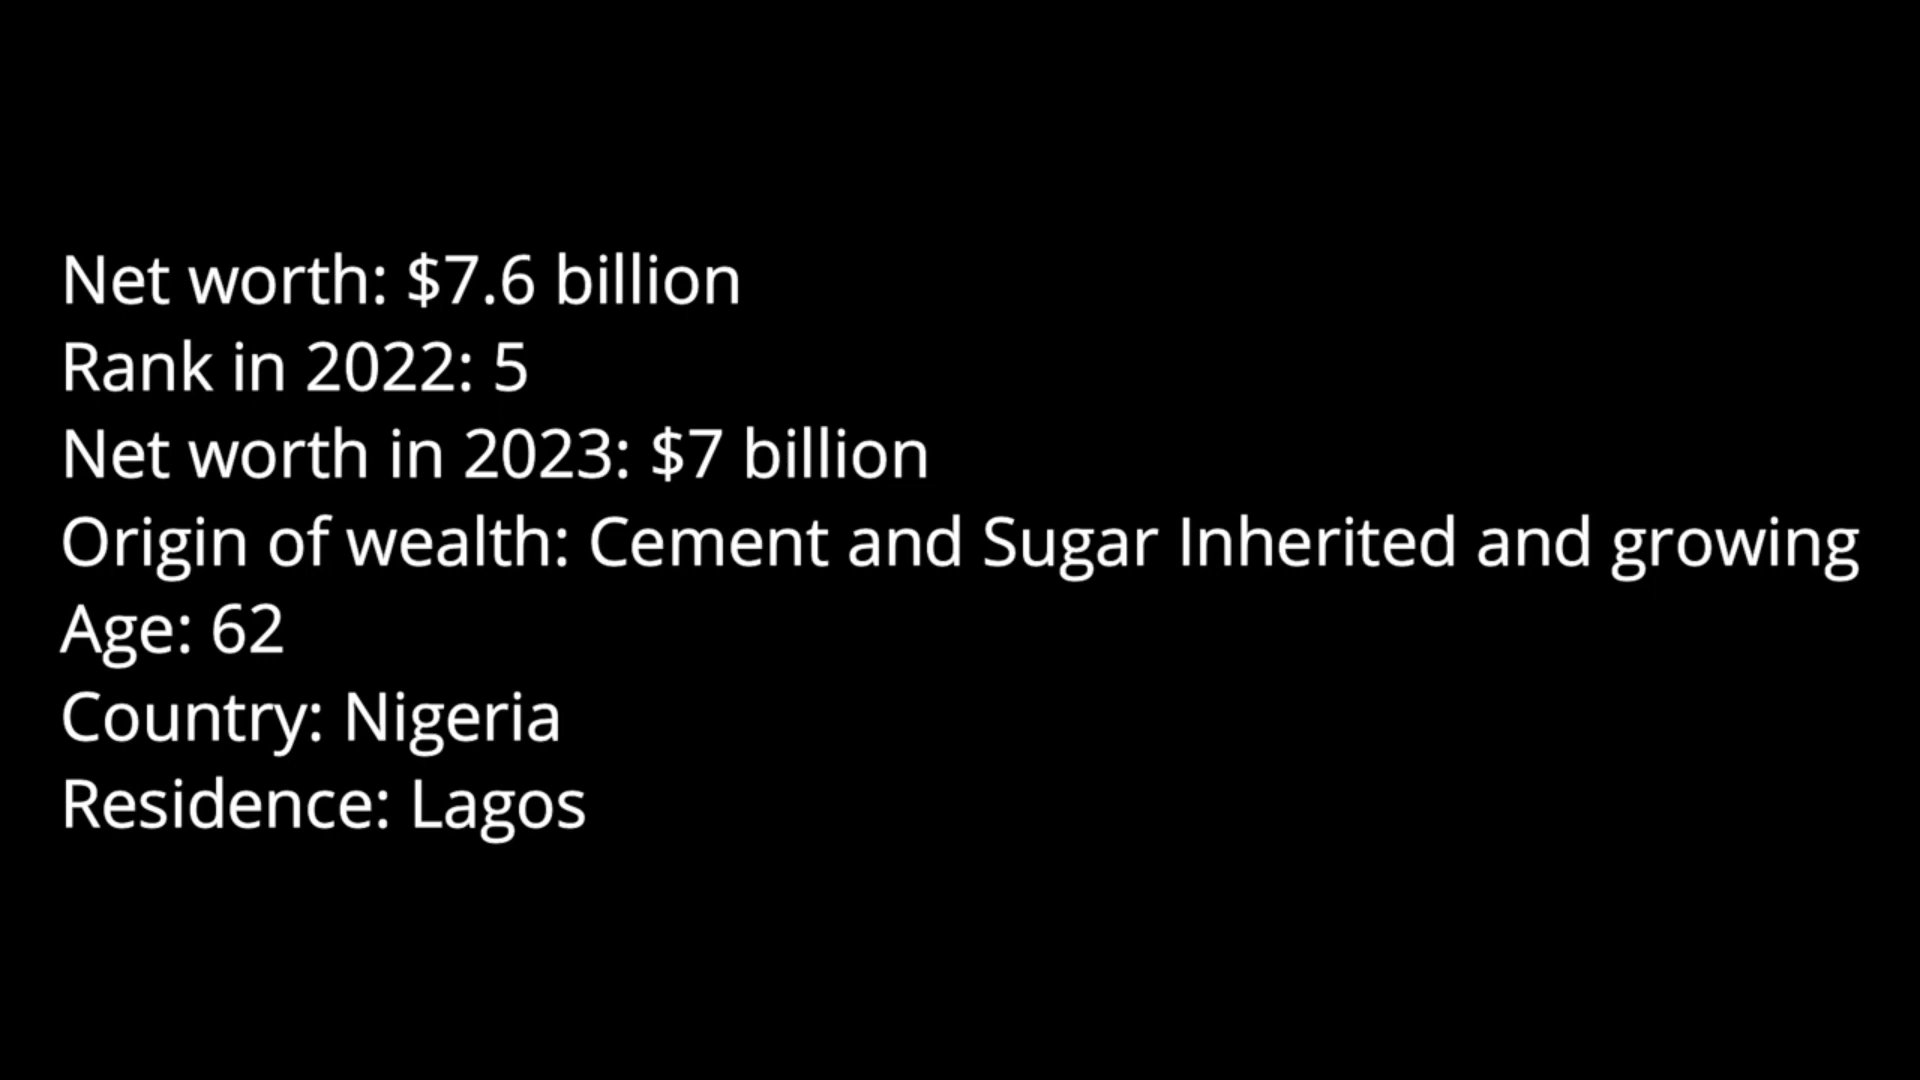 Net worth: $7.6 billion
Rank in 2022: 5
Net worth in 2023: $7 billion
Origin of wealth: Cement and Sugar Inherited and growing
Age: 62
Country: Nigeria
Residence: Lagos